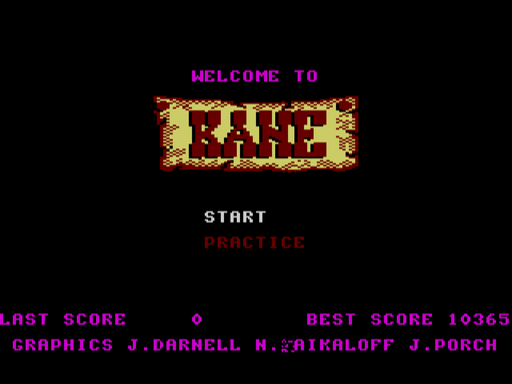 WELCOME TO
KANE
START
PRACTICE
LAST SCORE 0 BEST SCORE 10365
GRAPHICS J.DARNELL N. J.PORCH